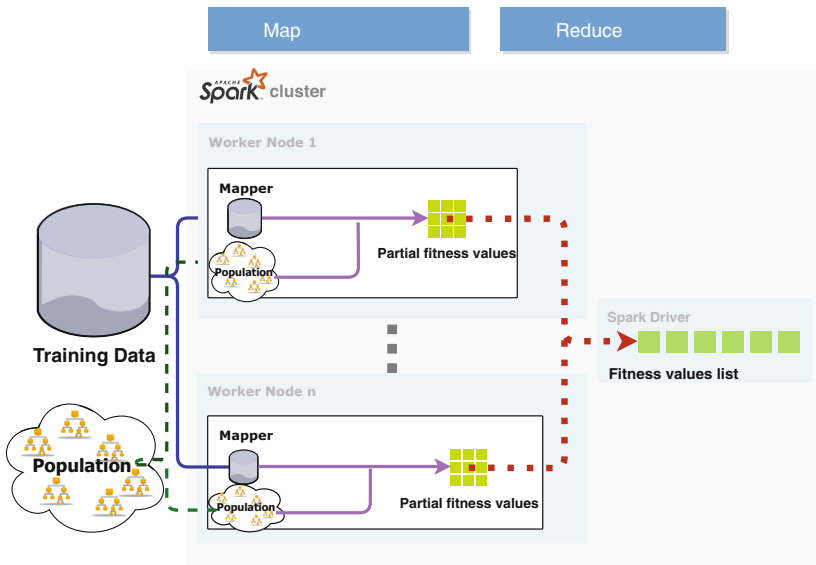 Map
Reduce
APACHE
Spark™ cluster
Worker Node 1
Mapper
Population
Partial fitness values
Training Data
Spark Driver
Fitness values list
Worker Node n
Mapper
Population
Population
Partial fitness values